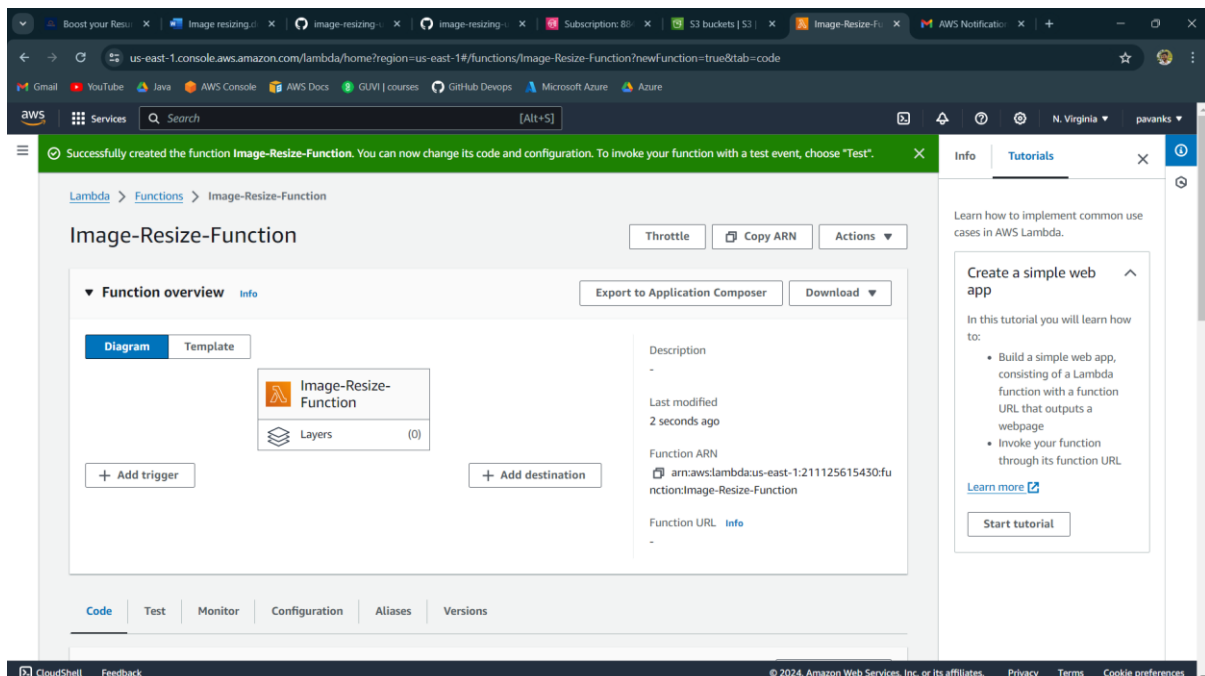 Boost your Resu
Image resizing.d
image-resizing-
image-resizing-
Subscription: 88
S3 buckets | S3 |
Image-Resize-Fu
AWS Notification
us-east-1.console.aws.amazon.com/lambda/home?region=us-east-1#/functions/Image-Resize-Function?newFunction=true&tab=code
Gmail YouTube Java AWS Console AWS Docs GUVI | courses GitHub Devops Microsoft Azure Azure
aws Services Search [Alt+S] N. Virginia pavanks
Successfully created the function Image-Resize-Function. You can now change its code and configuration. To invoke your function with a test event, choose "Test".
Lambda > Functions > Image-Resize-Function
Image-Resize-Function
Throttle Copy ARN Actions
Function overview Info
Export to Application Composer Download
Diagram Template
Image-Resize-
Function
Layers (0)
+ Add trigger
+ Add destination
Description
-
Last modified
2 seconds ago
Function ARN
arn:aws:lambda:us-east-1:211125615430:fu
nction:Image-Resize-Function
Function URL Info
-
Code Test Monitor Configuration Aliases Versions
Info Tutorials
Learn how to implement common use
cases in AWS Lambda.
Create a simple web
app
In this tutorial you will learn how
to:
• Build a simple web app,
consisting of a Lambda
function with a function
URL that outputs a
webpage
• Invoke your function
through its function URL
Learn more
Start tutorial
CloudShell Feedback © 2024, Amazon Web Services, Inc. or its affiliates. Privacy Terms Cookie preferences